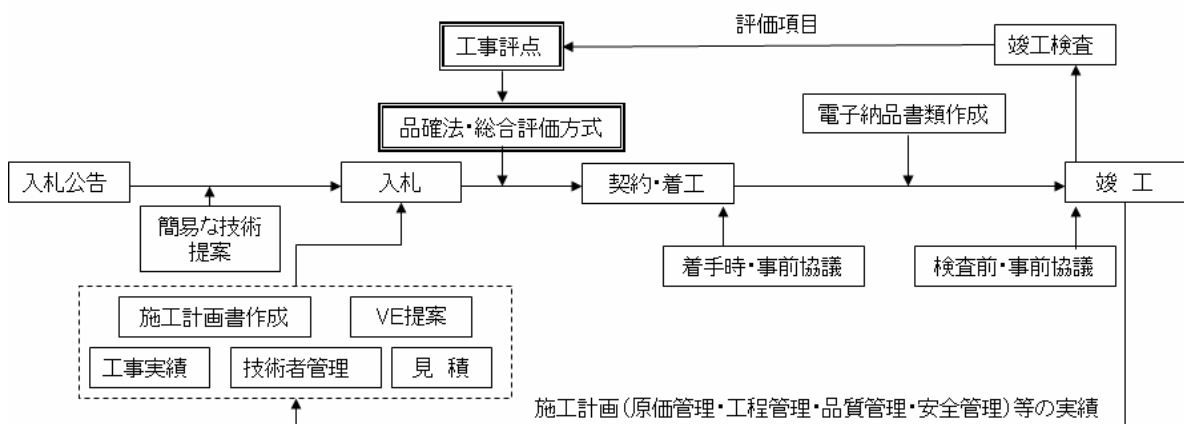 評価項目
工事評点
竣工検査
品確法・総合評価方式
電子納品書類作成
入札公告
入札
契約・着工
竣 工
簡易な技術
提案
着手時・事前協議
検査前・事前協議
施工計画書作成
VE提案
工事実績
技術者管理
見 積
施工計画(原価管理・工程管理・品質管理・安全管理)等の実績